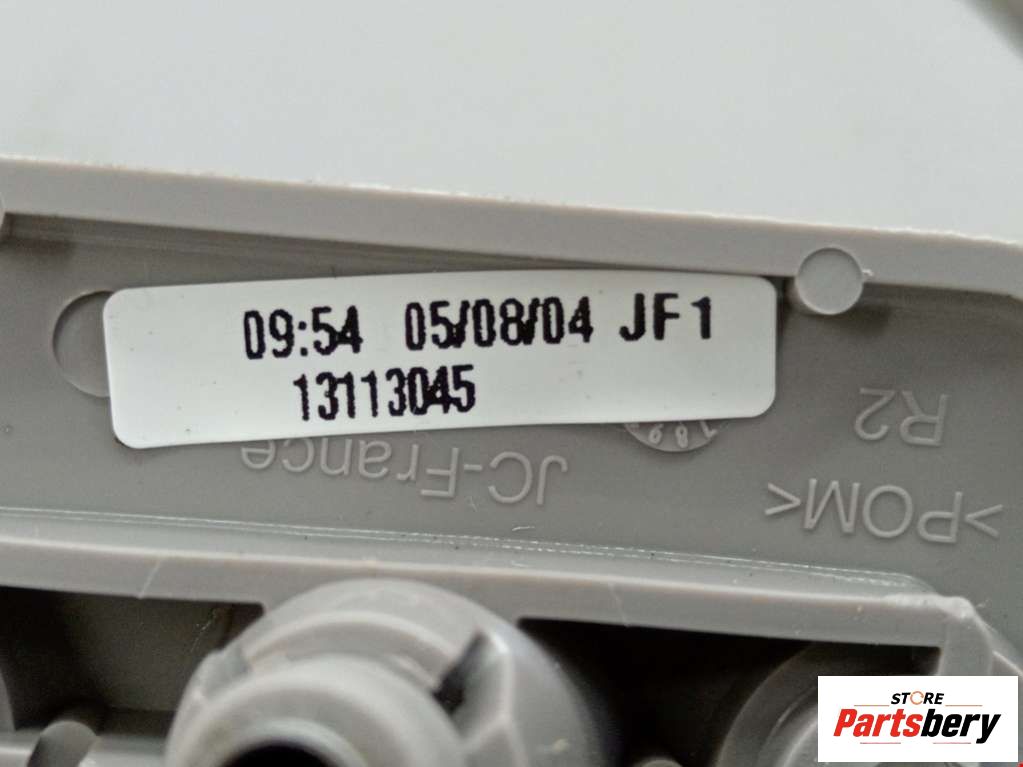 09:54 05/08/04 JF1
13113045
R2
JC-France
>POM<
STORE
Partsbery